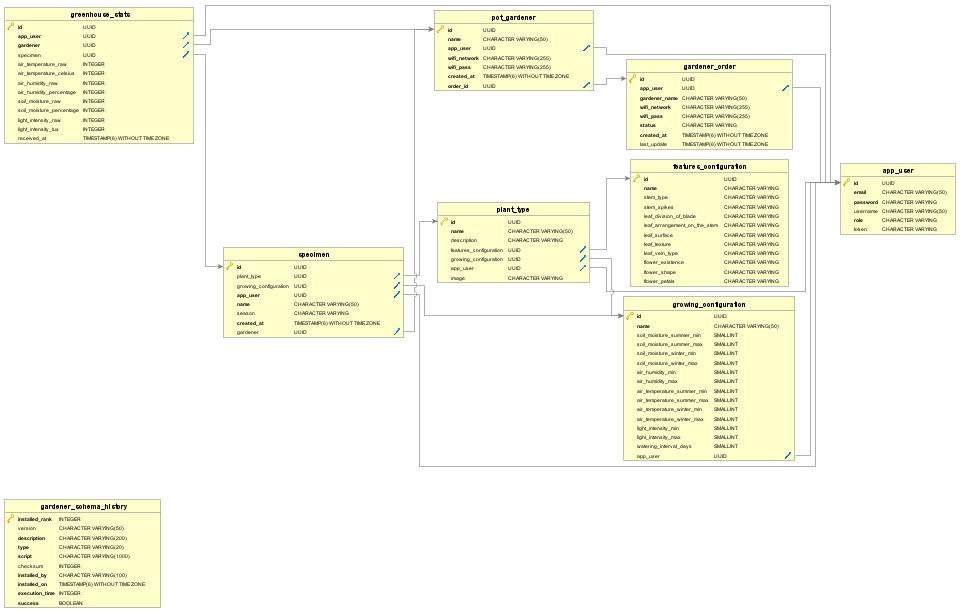 greenhouse_stats
id UUID
app_user UUID
gardener UUID
specimen UUID
air_temperature_raw INTEGER
air_temperature_celsius INTEGER
air_humidity_raw INTEGER
air_humidity_percentage INTEGER
soil_moisture_raw INTEGER
soil_moisture_percentage INTEGER
light_intensity_raw INTEGER
light_intensity_lux INTEGER
received_at TIMESTAMP(6) WITHOUT TIME ZONE
pot_gardener
id UUID
name CHARACTER VARYING(50)
app_user UUID
wifi_network CHARACTER VARYING(255)
wifi_pass CHARACTER VARYING(255)
created_at TIMESTAMP(6) WITHOUT TIME ZONE
order_id UUID
gardener_order
id UUID
app_user UUID
gardener_name CHARACTER VARYING(50)
wifi_network CHARACTER VARYING(255)
wifi_pass CHARACTER VARYING(255)
status CHARACTER VARYING
created_at TIMESTAMP(6) WITHOUT TIME ZONE
last_update TIMESTAMP(6) WITHOUT TIME ZONE
features_configuration
id UUID
name CHARACTER VARYING
stem_type CHARACTER VARYING
stem_spikes CHARACTER VARYING
leaf_division_of_blade CHARACTER VARYING
leaf_arrangement_on_the_stem CHARACTER VARYING
leaf_surface CHARACTER VARYING
leaf_texture CHARACTER VARYING
leaf_vein_type CHARACTER VARYING
flower_existence CHARACTER VARYING
flower_shape CHARACTER VARYING
flower_petals CHARACTER VARYING
app_user
id UUID
email CHARACTER VARYING(50)
password CHARACTER VARYING
username CHARACTER VARYING(50)
role CHARACTER VARYING
token CHARACTER VARYING
plant_type
id UUID
name CHARACTER VARYING(50)
description CHARACTER VARYING
features_configuration UUID
growing_configuration UUID
app_user UUID
image CHARACTER VARYING
specimen
id UUID
plant_type UUID
growing_configuration UUID
app_user UUID
name CHARACTER VARYING(50)
season CHARACTER VARYING
created_at TIMESTAMP(6) WITHOUT TIME ZONE
gardener UUID
growing_configuration
id UUID
name CHARACTER VARYING(50)
soil_moisture_summer_min SMALLINT
soil_moisture_summer_max SMALLINT
soil_moisture_winter_min SMALLINT
soil_moisture_winter_max SMALLINT
air_humidity_min SMALLINT
air_humidity_max SMALLINT
air_temperature_summer_min SMALLINT
air_temperature_summer_max SMALLINT
air_temperature_winter_min SMALLINT
air_temperature_winter_max SMALLINT
light_intensity_min SMALLINT
light_intensity_max SMALLINT
watering_interval_days SMALLINT
app_user UUID
gardener_schema_history
installed_rank INTEGER
version CHARACTER VARYING(50)
description CHARACTER VARYING(200)
type CHARACTER VARYING(20)
script CHARACTER VARYING(1000)
checksum INTEGER
installed_by CHARACTER VARYING(100)
installed_on TIMESTAMP(6) WITHOUT TIME ZONE
execution_time INTEGER
success BOOLEAN